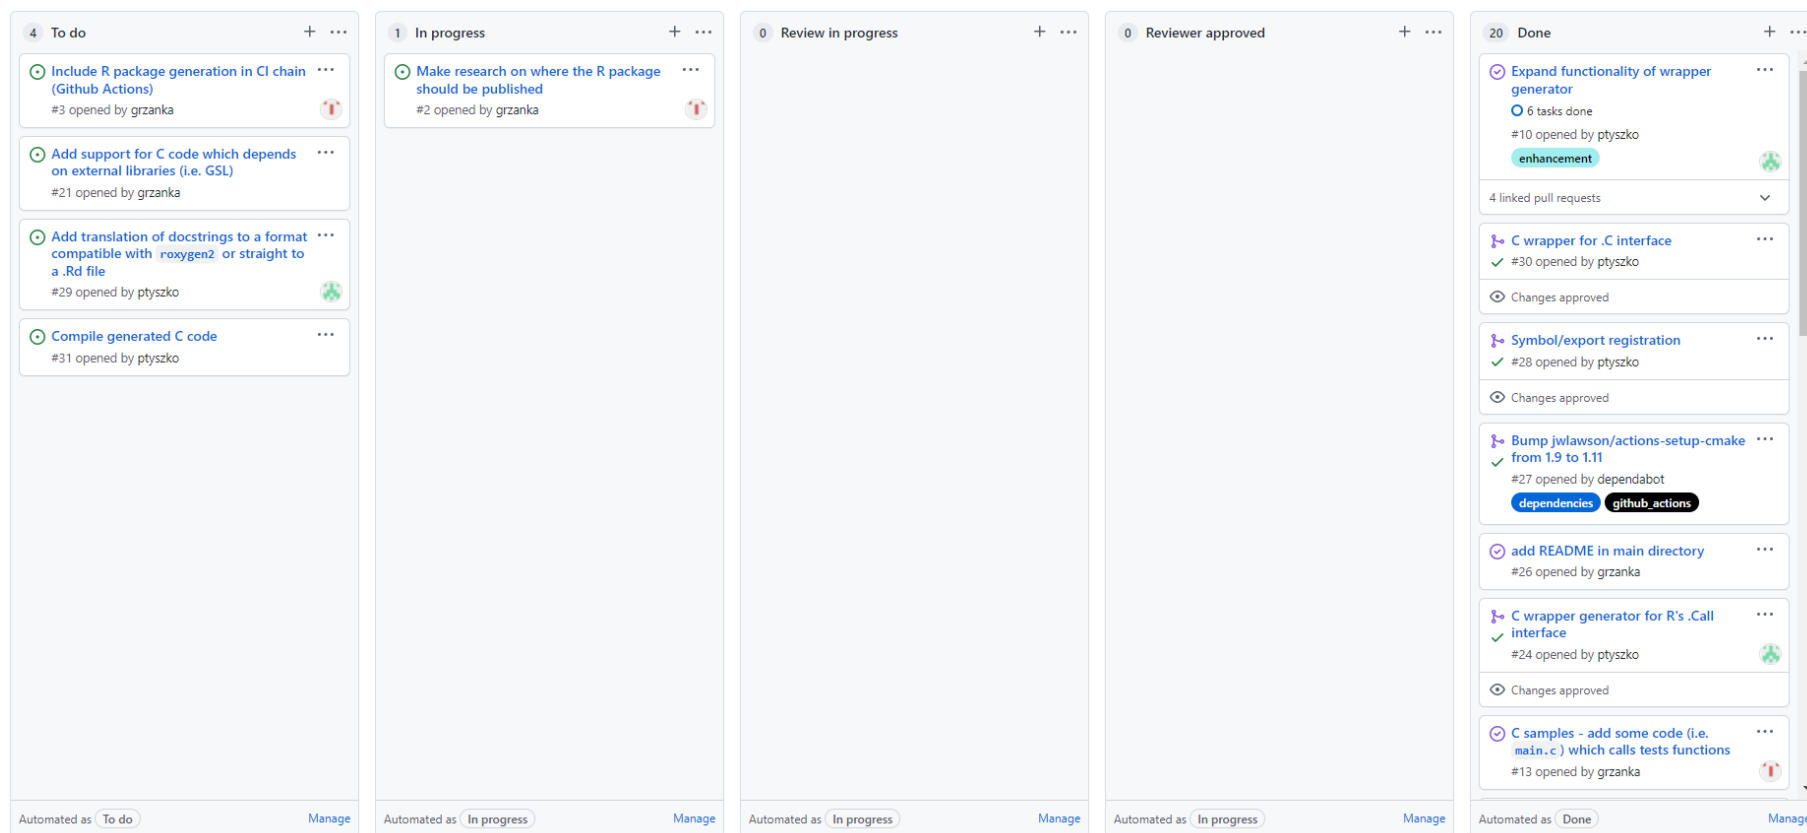 4 To do
Include R package generation in CI chain
(Github Actions)
#3 opened by grzanka
Add support for C code which depends
on external libraries (i.e. GSL)
#21 opened by grzanka
Add translation of docstrings to a format
compatible with roxygen2 or straight to
a .Rd file
#29 opened by ptyszko
Compile generated C code
#31 opened by ptyszko
Automated as To do Manage
1 In progress
Make research on where the R package
should be published
#2 opened by grzanka
Automated as In progress Manage
0 Review in progress
Automated as In progress Manage
0 Reviewer approved
Automated as In progress Manage
20 Done
Expand functionality of wrapper
generator
6 tasks done
#10 opened by ptyszko
enhancement
4 linked pull requests
C wrapper for .C interface
#30 opened by ptyszko
Changes approved
Symbol/export registration
#28 opened by ptyszko
Changes approved
Bump jwlawson/actions-setup-cmake
from 1.9 to 1.11
#27 opened by dependabot
dependencies github_actions
add README in main directory
#26 opened by grzanka
C wrapper generator for R's .Call
interface
#24 opened by ptyszko
Changes approved
C samples - add some code (i.e.
main.c ) which calls tests functions
#13 opened by grzanka
Automated as Done Manage